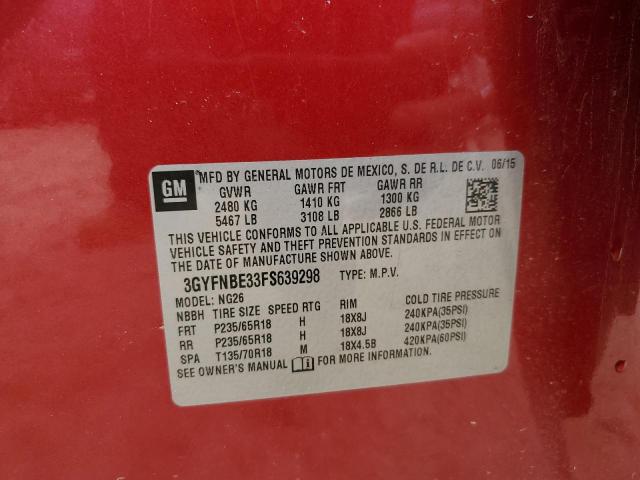 GM
MFD BY GENERAL MOTORS DE MEXICO, S. DE R.L. DE C.V. 06/15
GVWR GAWR FRT GAWR RR
2480 KG 1410 KG 1300 KG
5467 LB 3108 LB 2866 LB
THIS VEHICLE CONFORMS TO ALL APPLICABLE U.S. FEDERAL MOTOR
VEHICLE SAFETY AND THEFT PREVENTION STANDARDS IN EFFECT ON
THE DATE OF MANUFACTURE SHOWN ABOVE.
3GYFNBE33FS639298 TYPE: M.P.V.
MODEL: NG26
NBBH TIRE SIZE SPEED RTG RIM COLD TIRE PRESSURE
FRT P235/65R18 H 18X8J 240KPA(35PSI)
RR P235/65R18 H 18X8J 240KPA(35PSI)
SPA T135/70R18 M 18X4.5B 420KPA(60PSI)
SEE OWNER'S MANUAL FOR MORE INFORMATION.